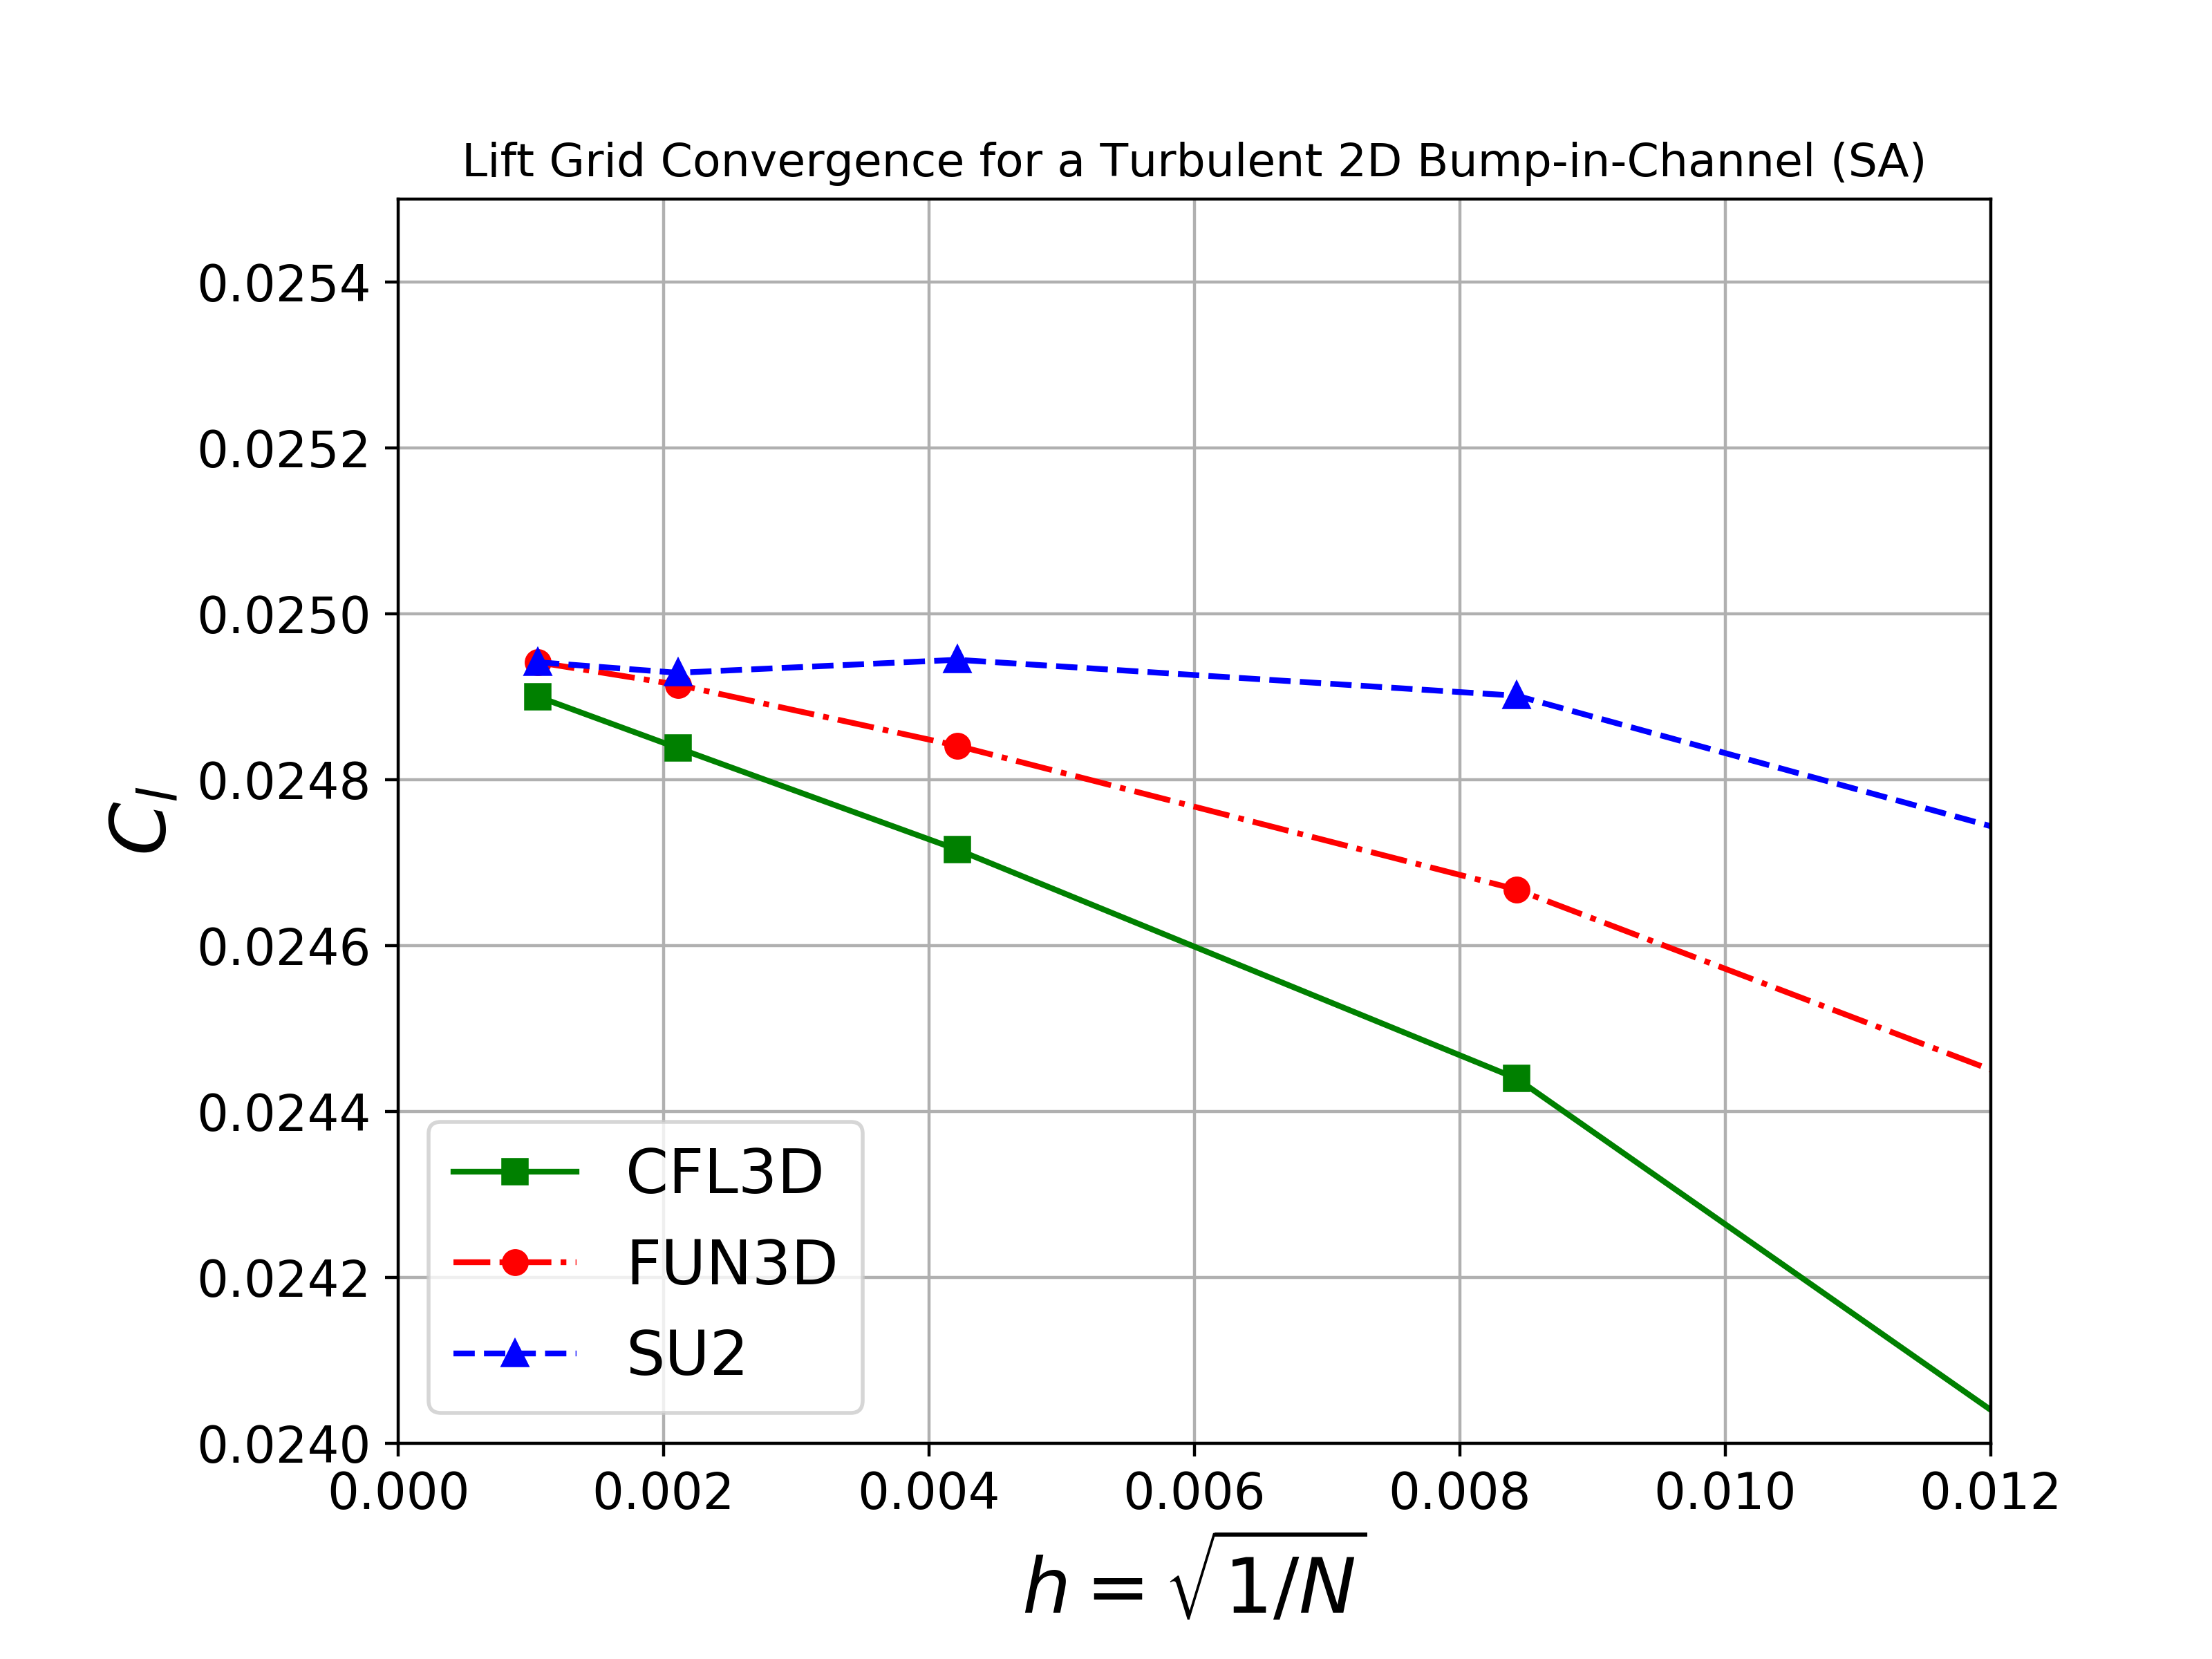 Lift Grid Convergence for a Turbulent 2D Bump-in-Channel (SA)
0.0254
0.0252
0.0250
0.0248
0.0246
0.0244
0.0242
0.0240
C_l
CFL3D
FUN3D
SU2
0.000 0.002 0.004 0.006 0.008 0.010 0.012
h = √1/N